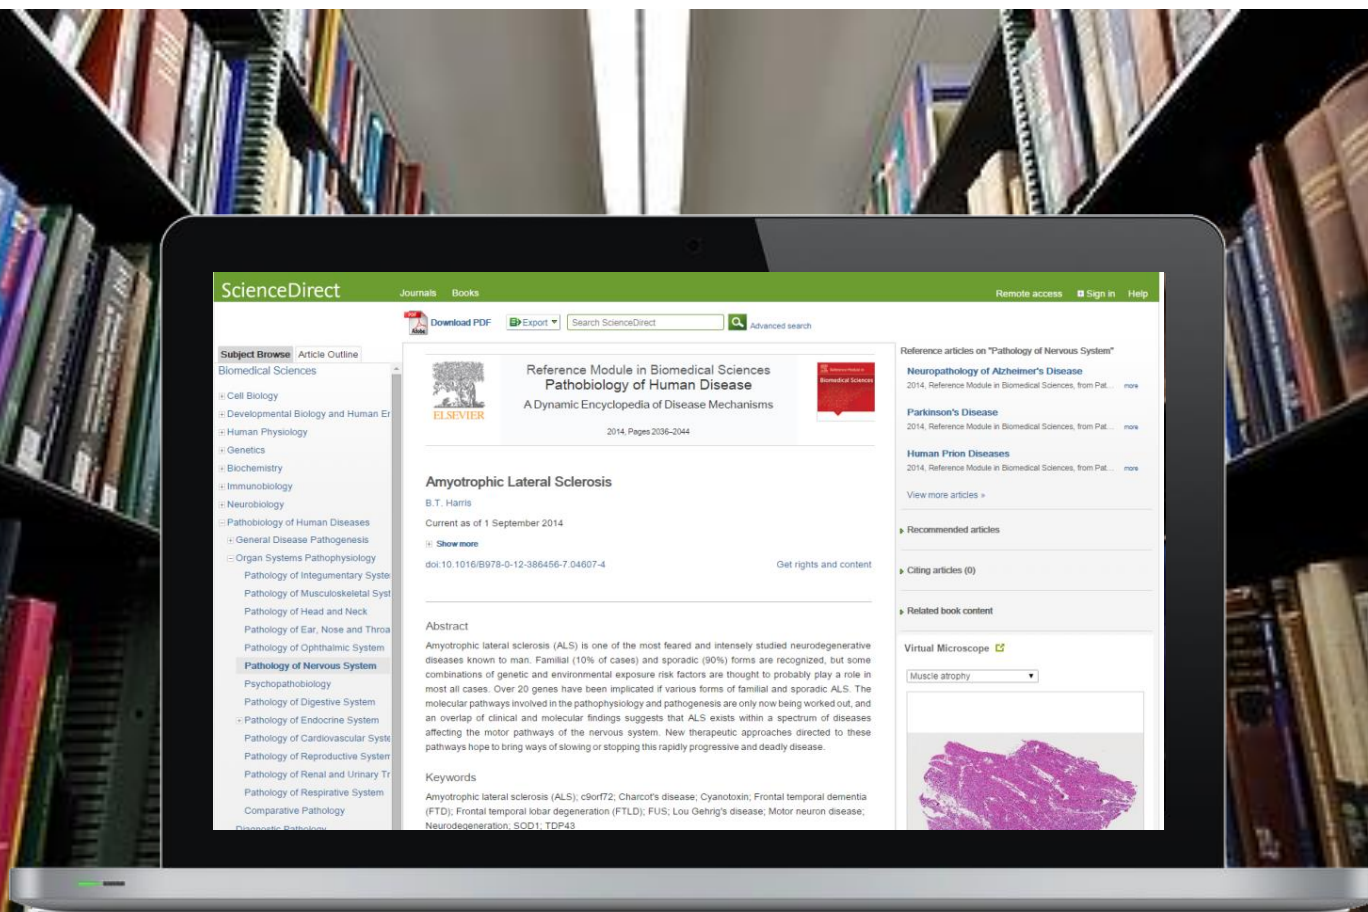 ScienceDirect
Journals Books
Remote access Sign in Help
Download PDF
Export
Search ScienceDirect
Advanced search
Subject Browse Article Outline
Biomedical Sciences
Cell Biology
Developmental Biology and Human Er
Human Physiology
Genetics
Biochemistry
Immunobiology
Neurobiology
Pathobiology of Human Diseases
General Disease Pathogenesis
Organ Systems Pathophysiology
Pathology of Integumentary Syste
Pathology of Musculoskeletal Syst
Pathology of Head and Neck
Pathology of Ear, Nose and Throa
Pathology of Ophthalmic System
Pathology of Nervous System
Psychopathobiology
Pathology of Digestive System
Pathology of Endocrine System
Pathology of Cardiovascular Syste
Pathology of Reproductive System
Pathology of Renal and Urinary Tr
Pathology of Respirative System
Comparative Pathology
Diagnostic Pathology
ELSEVIER
Reference Module in Biomedical Sciences
Pathobiology of Human Disease
A Dynamic Encyclopedia of Disease Mechanisms
2014, Pages 2036–2044
Biomedical Sciences
Amyotrophic Lateral Sclerosis
B.T. Harris
Current as of 1 September 2014
Show more
doi:10.1016/B978-0-12-386456-7.04607-4
Get rights and content
Abstract
Amyotrophic lateral sclerosis (ALS) is one of the most feared and intensely studied neurodegenerative
diseases known to man. Familial (10% of cases) and sporadic (90%) forms are recognized, but some
combinations of genetic and environmental exposure risk factors are thought to probably play a role in
most all cases. Over 20 genes have been implicated if various forms of familial and sporadic ALS. The
molecular pathways involved in the pathophysiology and pathogenesis are only now being worked out, and
an overlap of clinical and molecular findings suggests that ALS exists within a spectrum of diseases
affecting the motor pathways of the nervous system. New therapeutic approaches directed to these
pathways hope to bring ways of slowing or stopping this rapidly progressive and deadly disease.
Keywords
Amyotrophic lateral sclerosis (ALS); c9orf72; Charcot's disease; Cyanotoxin; Frontal temporal dementia
(FTD); Frontal temporal lobar degeneration (FTLD); FUS; Lou Gehrig's disease; Motor neuron disease;
Neurodegeneration; SOD1; TDP43
Reference articles on "Pathology of Nervous System"
Neuropathology of Alzheimer's Disease
2014, Reference Module in Biomedical Sciences, from Pat... more
Parkinson's Disease
2014, Reference Module in Biomedical Sciences, from Pat... more
Human Prion Diseases
2014, Reference Module in Biomedical Sciences, from Pat... more
View more articles »
Recommended articles
Citing articles (0)
Related book content
Virtual Microscope
Muscle atrophy